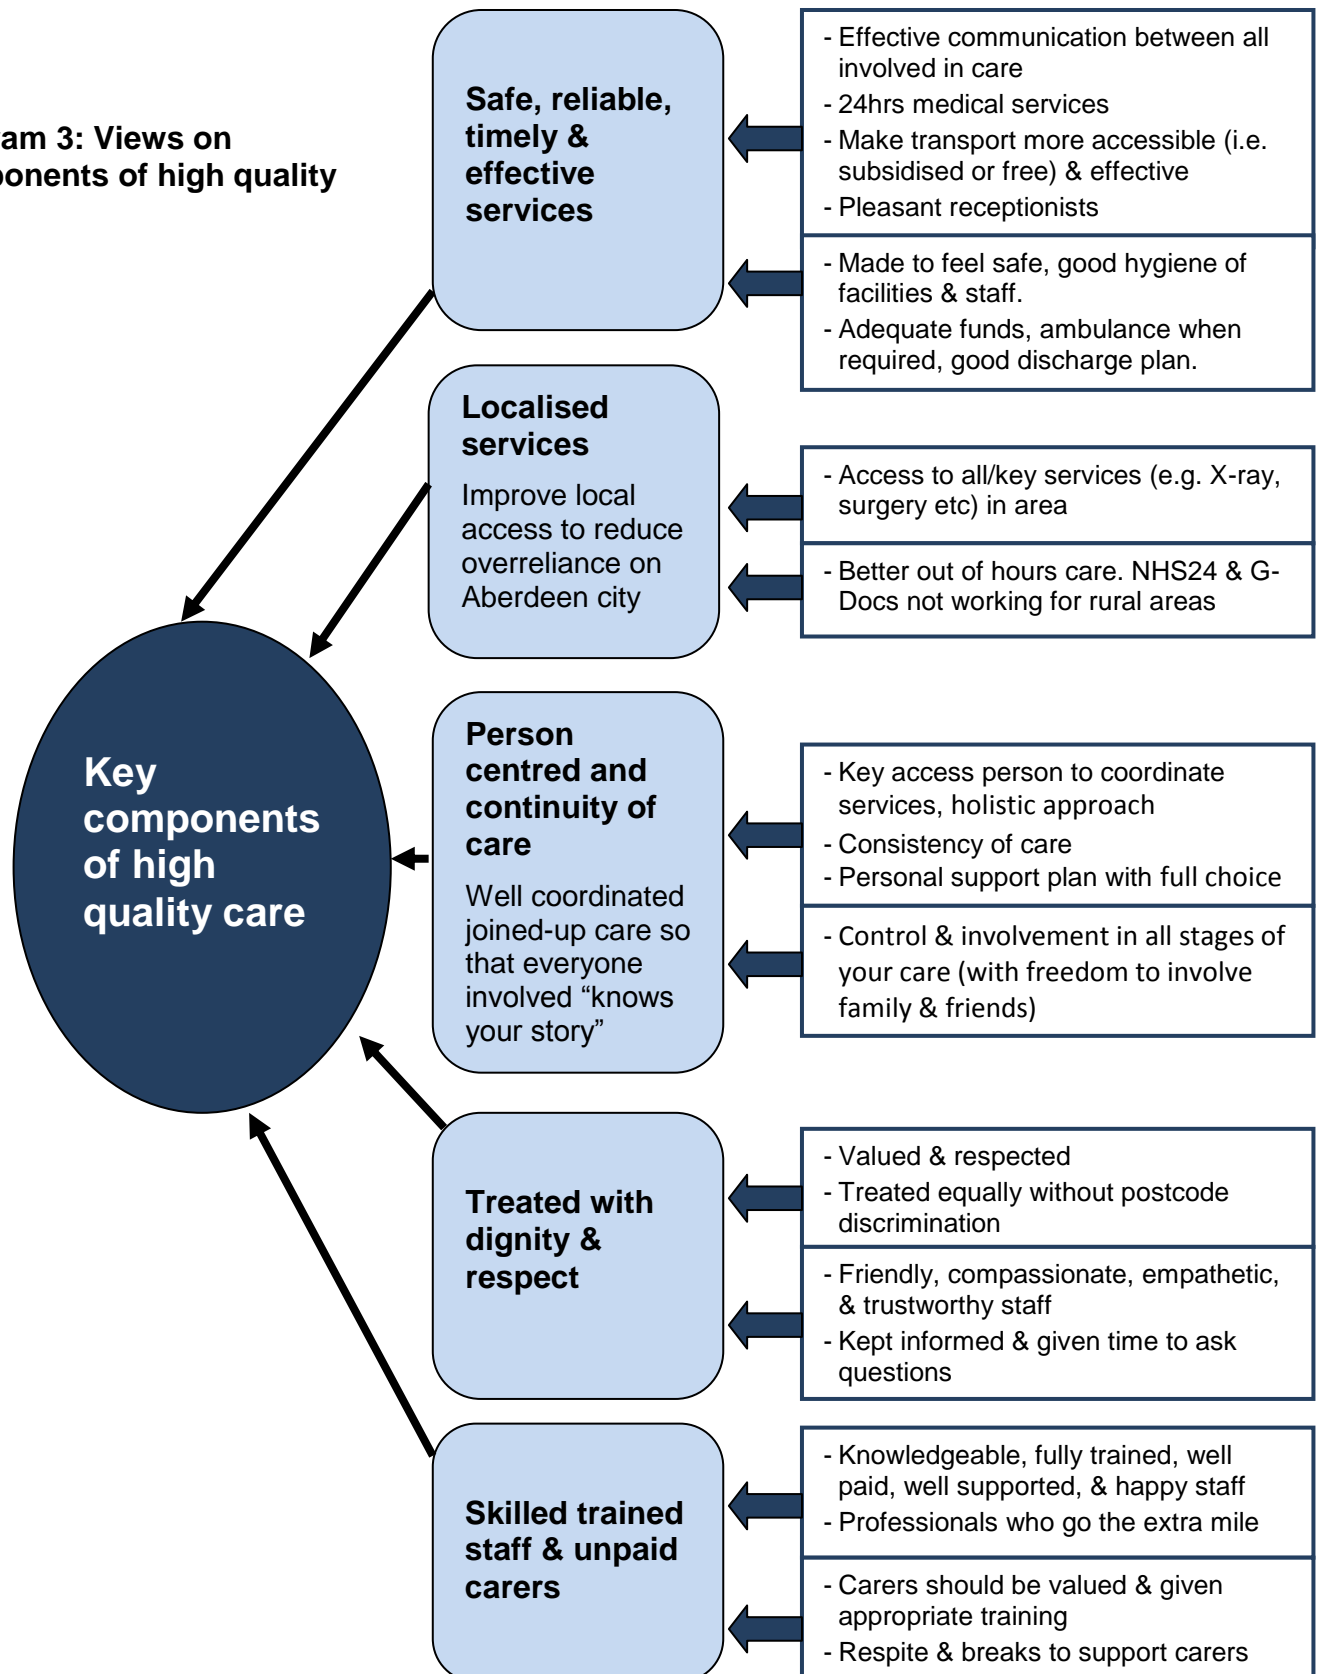 Views on
of high quality
Safe, reliable,
timely &
effective
services
- Effective communication between all
involved in care
- 24hrs medical services
- Make transport more accessible (i.e.
subsidised or free) & effective
- Pleasant receptionists
- Made to feel safe, good hygiene of
facilities & staff.
- Adequate funds, ambulance when
required, good discharge plan.
Localised
services
Improve local
access to reduce
overreliance on
Aberdeen city
- Access to all/key services (e.g. X-ray,
surgery etc) in area
- Better out of hours care. NHS24 & G-
Docs not working for rural areas
Key
components
of high
quality care
Person
centred and
continuity of
care
Well coordinated
joined-up care so
that everyone
involved “knows
your story”
- Key access person to coordinate
services, holistic approach
- Consistency of care
- Personal support plan with full choice
- Control & involvement in all stages of
your care (with freedom to involve
family & friends)
Treated with
dignity &
respect
- Valued & respected
- Treated equally without postcode
discrimination
- Friendly, compassionate, empathetic,
& trustworthy staff
- Kept informed & given time to ask
questions
Skilled trained
staff & unpaid
carers
- Knowledgeable, fully trained, well
paid, well supported, & happy staff
- Professionals who go the extra mile
- Carers should be valued & given
appropriate training
- Respite & breaks to support carers